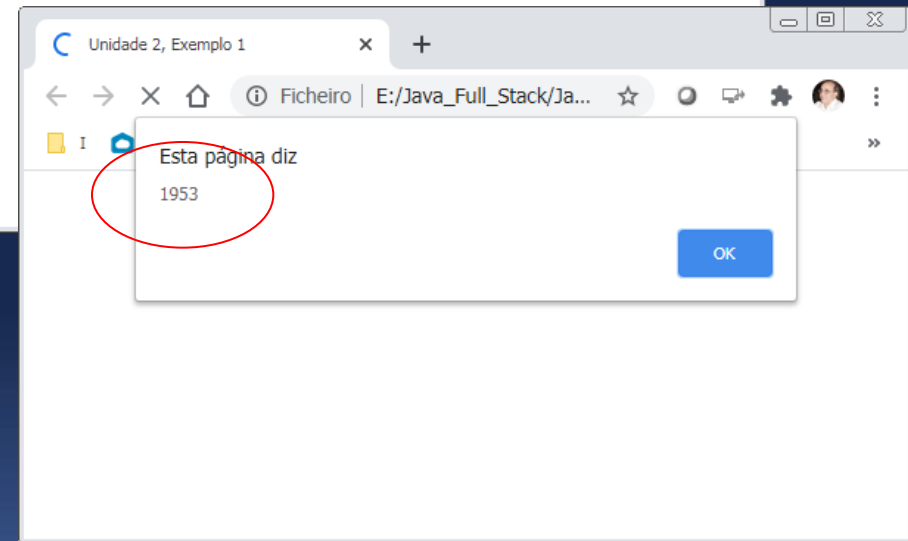 Unidade 2, Exemplo 1
Ficheiro E:/Java_Full_Stack/Ja...
I
Esta página diz
1953
OK